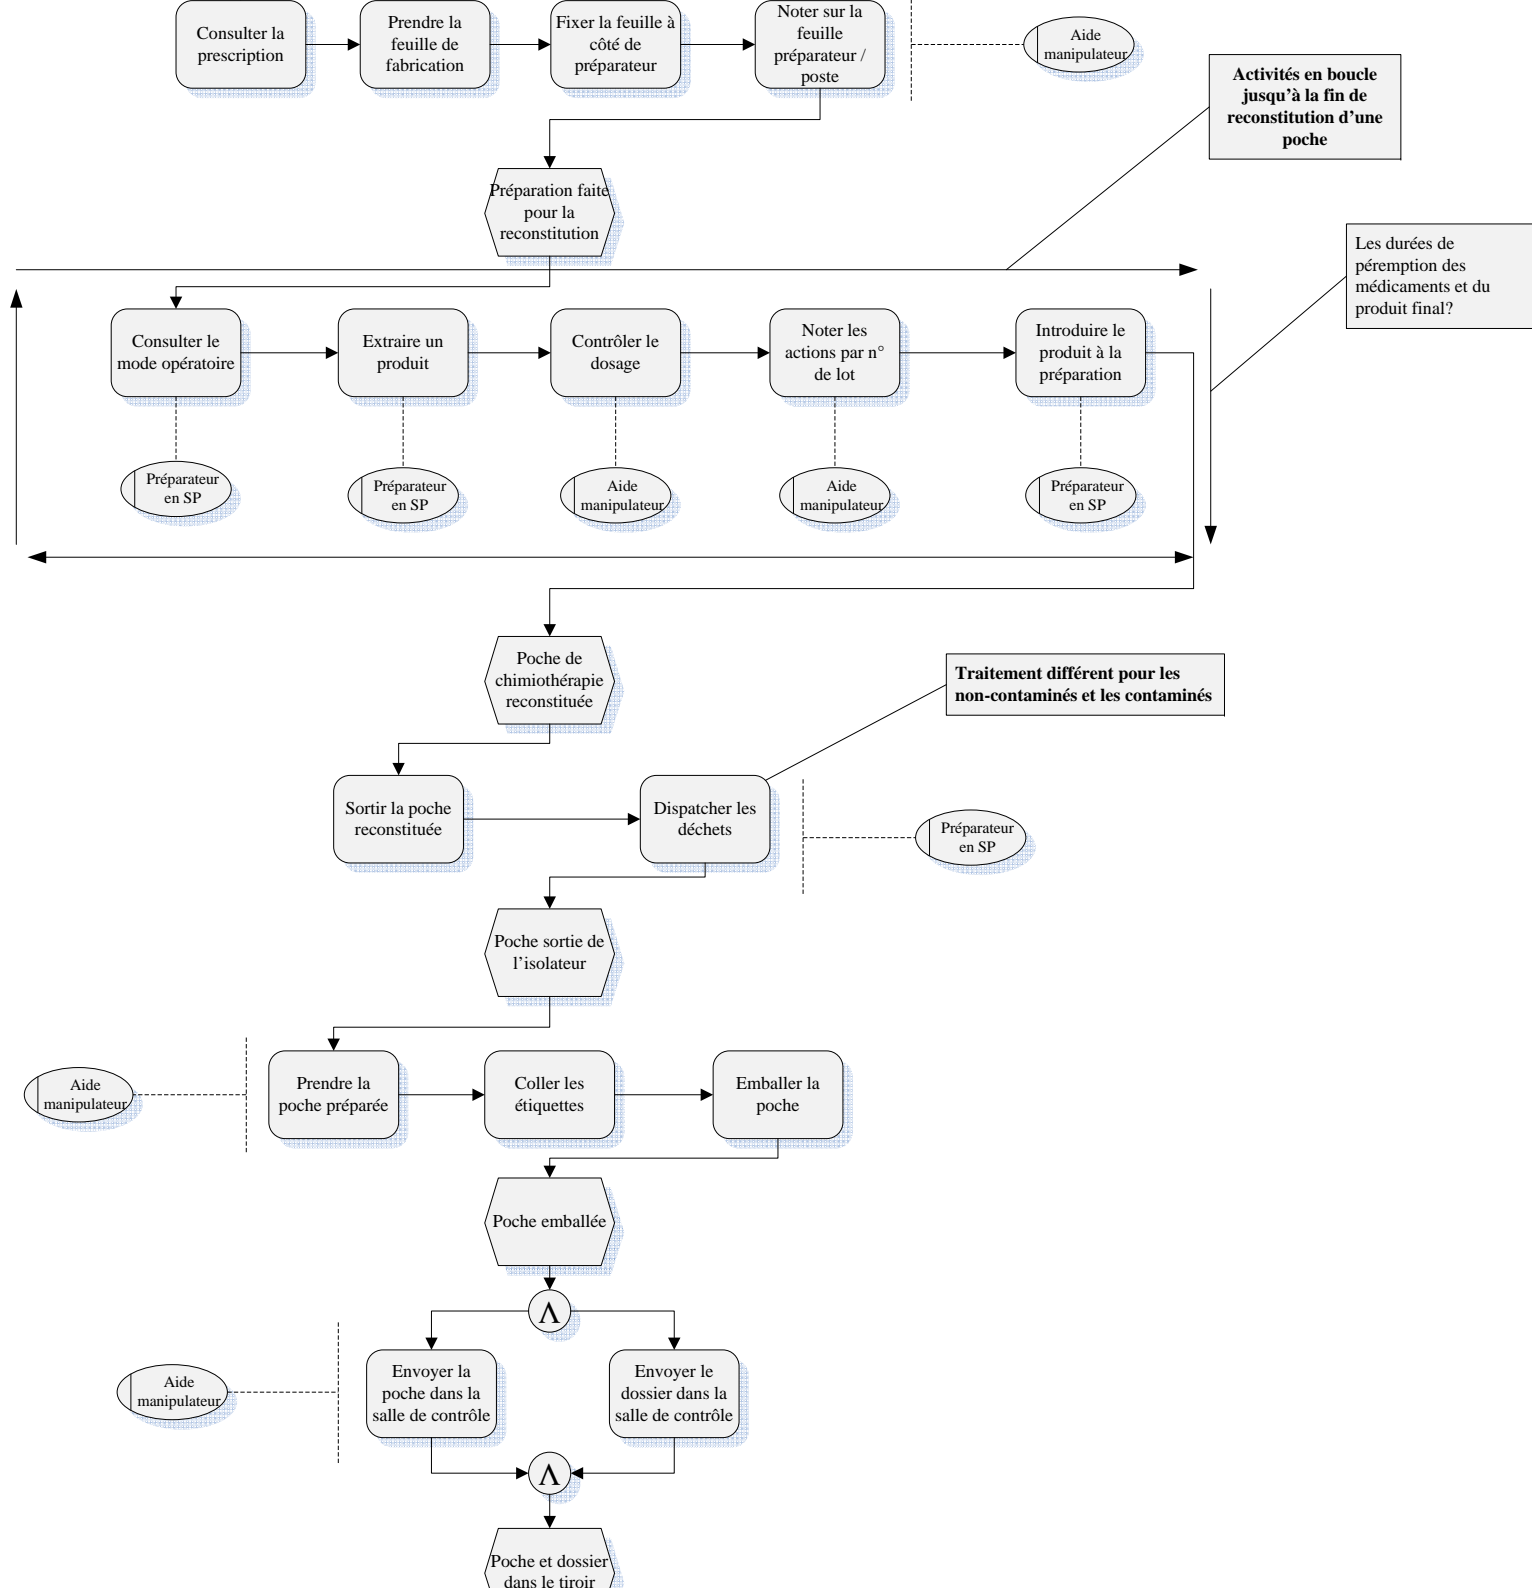 Consulter la
prescription
Prendre la
feuille de
fabrication
Fixer la feuille à
côté de
préparateur
Noter sur la
feuille
préparateur /
poste
Aide
manipulateur
Activités en boucle
jusqu’à la fin de
reconstitution d’une
poche
Préparation faite
pour la
reconstitution
Les durées de
péremption des
médicaments et du
produit final?
Consulter le
mode opératoire
Extraire un
produit
Contrôler le
dosage
Noter les
actions par n°
de lot
Introduire le
produit à la
préparation
Préparateur
en SP
Préparateur
en SP
Aide
manipulateur
Aide
manipulateur
Préparateur
en SP
Poche de
chimiothérapie
reconstituée
Traitement différent pour les
non-contaminés et les contaminés
Sortir la poche
reconstituée
Dispatcher les
déchets
Préparateur
en SP
Poche sortie de
l’isolateur
Aide
manipulateur
Prendre la
poche préparée
Coller les
étiquettes
Emballer la
poche
Poche emballée
Λ
Aide
manipulateur
Envoyer la
poche dans la
salle de contrôle
Envoyer le
dossier dans la
salle de contrôle
Λ
Poche et dossier
dans le tiroir